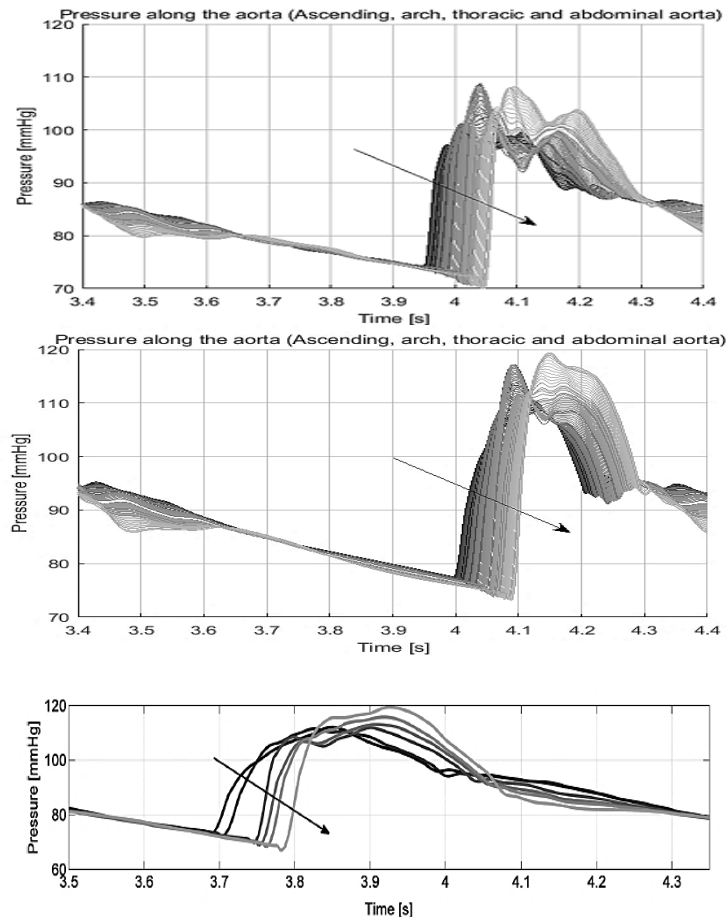 Pressure along the aorta (Ascending, arch, thoracic and abdominal aorta)
120
110
100
90
80
70
Pressure [mmHg]
3.4 3.5 3.6 3.7 3.8 3.9 4 4.1 4.2 4.3 4.4
Time [s]
Pressure along the aorta (Ascending, arch, thoracic and abdominal aorta)
120
110
100
90
80
70
Pressure [mmHg]
3.4 3.5 3.6 3.7 3.8 3.9 4 4.1 4.2 4.3 4.4
Time [s]
120
100
80
60
Pressure [mmHg]
3.5 3.6 3.7 3.8 3.9 4 4.1 4.2 4.3
Time [s]